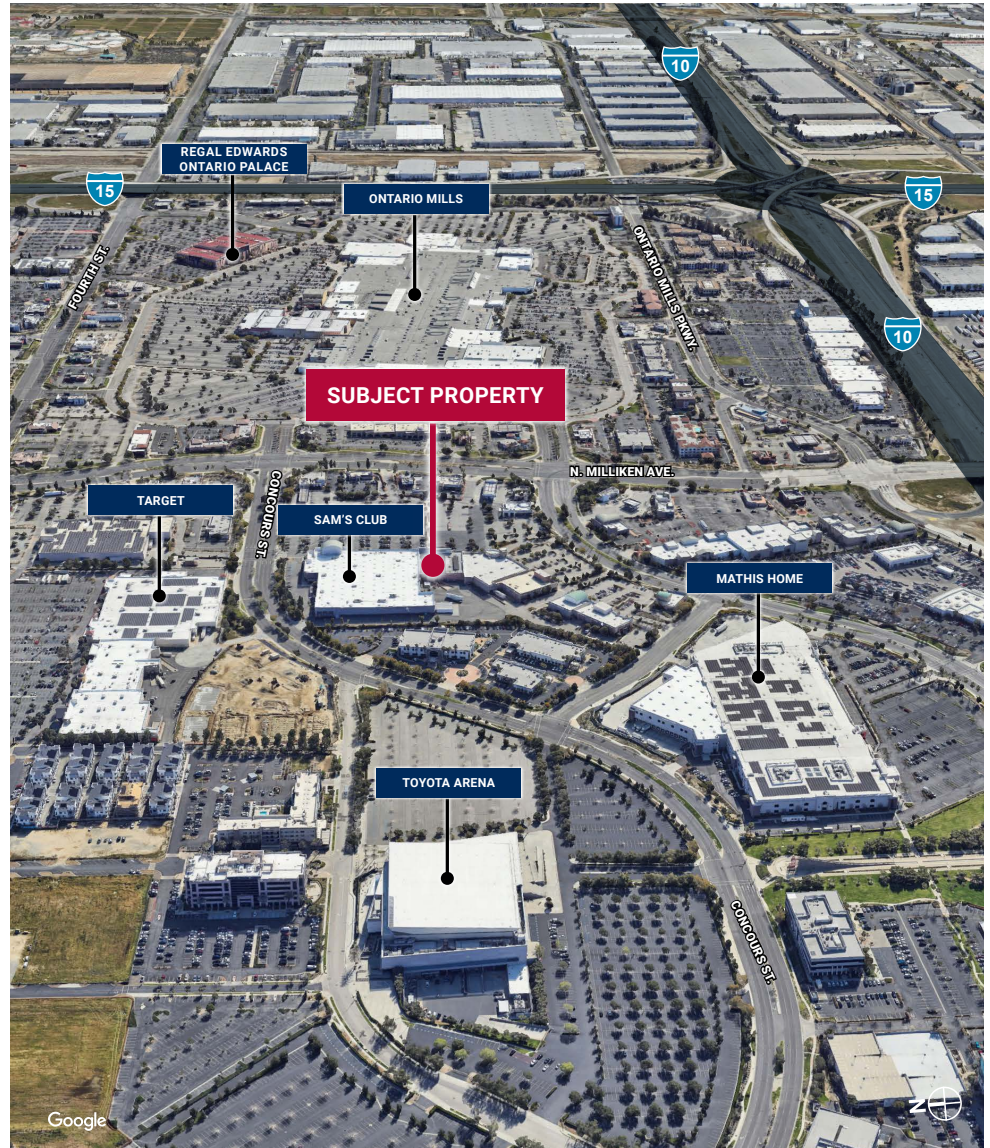 10
REGAL EDWARDS
ONTARIO PALACE
15
ONTARIO MILLS
15
FOURTH ST.
ONTARIO MILLS PKWY.
10
SUBJECT PROPERTY
N. MILLIKEN AVE.
CONCOURS ST.
TARGET
SAM'S CLUB
MATHIS HOME
TOYOTA ARENA
CONCOURS ST.
Google
N